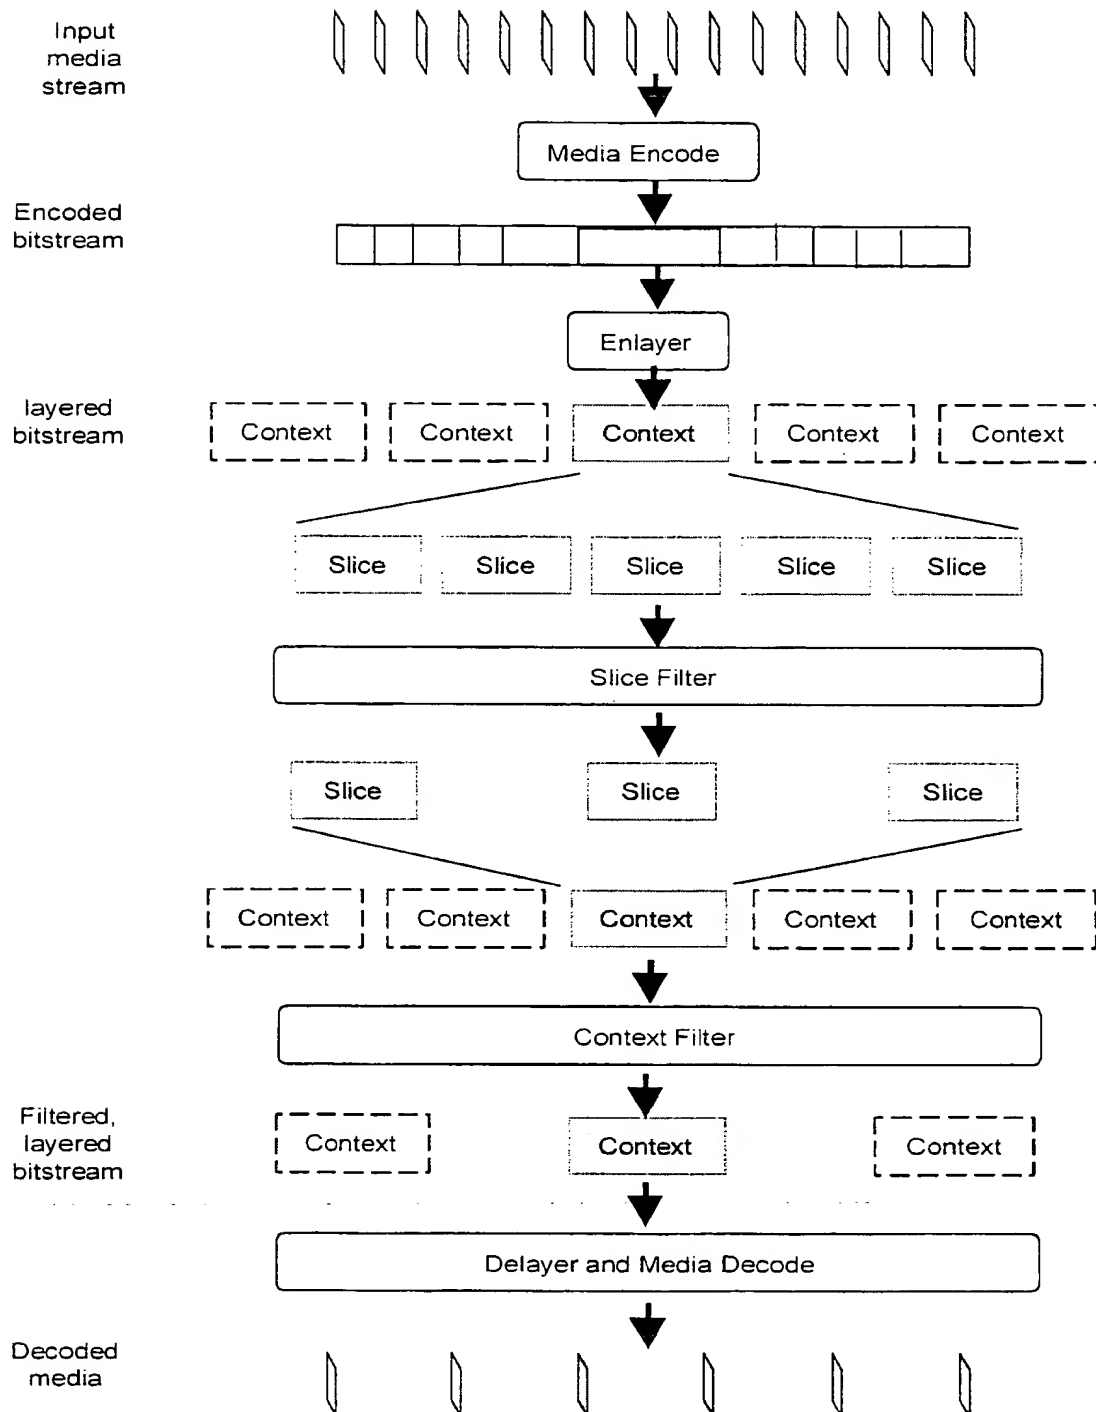 Input
media
stream
Media Encode
Encoded
bitstream
Enlayer
layered
bitstream
Context Context Context Context Context
Slice Slice Slice Slice Slice
Slice Filter
Slice Slice Slice
Context Context Context Context Context
Context Filter
Filtered,
layered
bitstream
Context Context Context
Delayer and Media Decode
Decoded
media